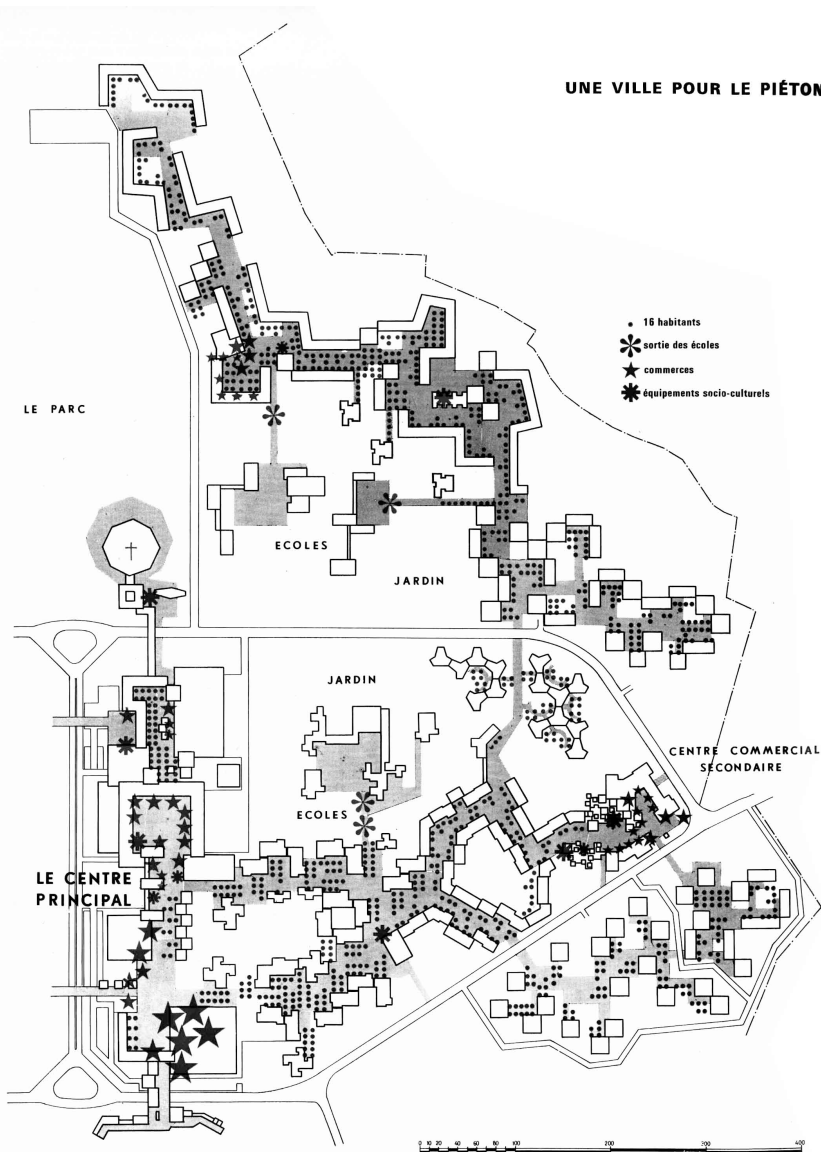 UNE VILLE POUR LE PIÉTON
16 habitants
sortie des écoles
commerces
équipements socio-culturels
LE PARC
ECOLES
JARDIN
JARDIN
CENTRE COMMERCIAL
SECONDAIRE
ECOLES
LE CENTRE
PRINCIPAL
0 10 20 40 60 80 100 200 300 400